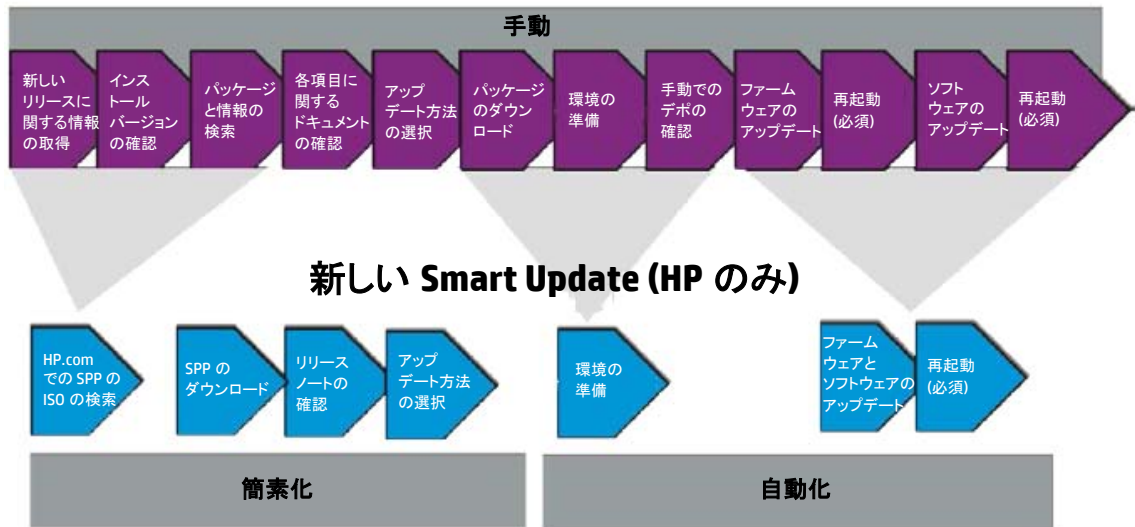 手動
新しい
リリースに
関する情報
の取得
インス
トール
バージョン
の確認
パッケージ
と情報の
検索
各項目に
関する
ドキュメント
の確認
アップ
デート方法
の選択
パッケージ
のダウン
ロード
環境の
準備
手動での
デポの
確認
ファーム
ウェアの
アップデート
再起動
(必須)
ソフト
ウェアの
アップデート
再起動
(必須)
新しい Smart Update (HP のみ)
HP.com
での SPP の
ISO の検索
SPP の
ダウンロード
リリース
ノートの
確認
アップ
デート方法
の選択
環境の
準備
ファーム
ウェアと
ソフトウェアの
アップデート
再起動
(必須)
簡素化
自動化